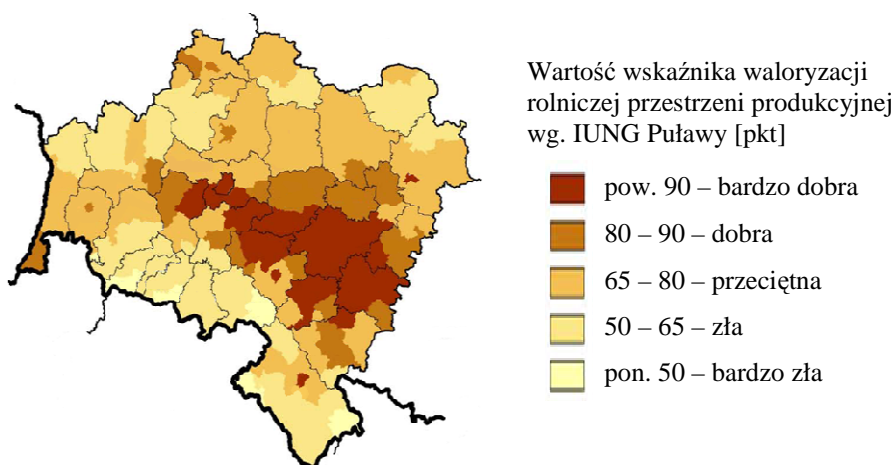 Wartość wskaźnika waloryzacji
rolniczej przestrzeni produkcyjnej
wg. IUNG Puławy [pkt]
pow. 90 – bardzo dobra
80 – 90 – dobra
65 – 80 – przeciętna
50 – 65 – zła
pon. 50 – bardzo zła